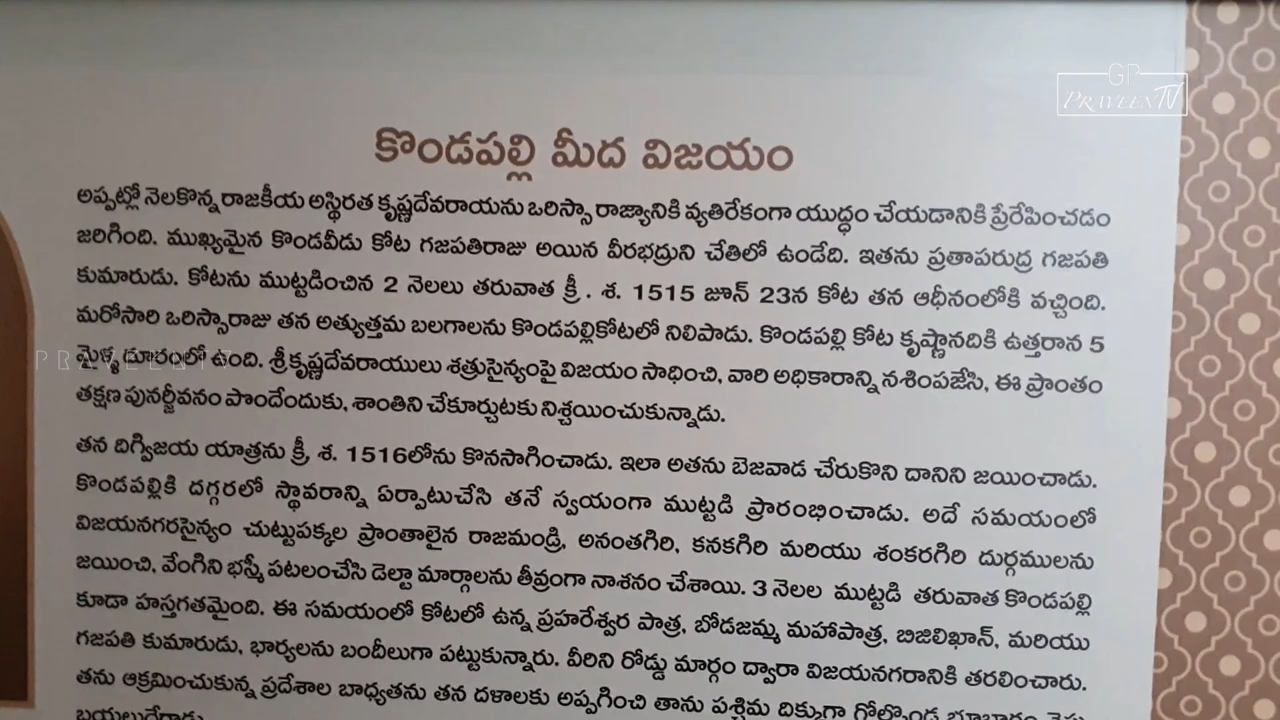 GP
PRAVEEN TV
కొండపల్లి మీద విజయం
అప్పట్లో నెలకొన్న రాజకీయ అస్థిరత కృష్ణదేవరాయను ఒరిస్సా రాజ్యానికి వ్యతిరేకంగా యుద్ధం చేయడానికి ప్రేరేపించడం
జరిగింది. ముఖ్యమైన కొండవీడు కోట గజపతిరాజు అయిన వీరభద్రుని చేతిలో ఉండేది. ఇతను ప్రతాపరుద్ర గజపతి
కుమారుడు. కోటను ముట్టడించిన 2 నెలలు తరువాత క్రీ . శ. 1515 జూన్ 23న కోట తన ఆధీనంలోకి వచ్చింది.
మరోసారి ఒరిస్సారాజు తన అత్యుత్తమ బలగాలను కొండపల్లికోటలో నిలిపాడు. కొండపల్లి కోట కృష్ణానదికి ఉత్తరాన 5
మైళ్ళ దూరంలో ఉంది. శ్రీకృష్ణదేవరాయులు శత్రుసైన్యంపై విజయం సాధించి, వారి అధికారాన్ని నశింపజేసి, ఈ ప్రాంతం
తక్షణ పునర్జీవనం పొందేందుకు, శాంతిని చేకూర్చుటకు నిశ్చయించుకున్నాడు.
తన దిగ్విజయ యాత్రను క్రీ, శ. 1516లోను కొనసాగించాడు. ఇలా అతను బెజవాడ చేరుకొని దానిని జయించాడు.
కొండపల్లికి దగ్గరలో స్థావరాన్ని ఏర్పాటుచేసి తనే స్వయంగా ముట్టడి ప్రారంభించాడు. అదే సమయంలో
విజయనగరసైన్యం చుట్టుపక్కల ప్రాంతాలైన రాజమండ్రి, అనంతగిరి, కనకగిరి మరియు శంకరగిరి దుర్గములను
జయించి, వేంగిని భస్మీ పటలంచేసి డెల్టా మార్గాలను తీవ్రంగా నాశనం చేశాయి. 3 నెలల ముట్టడి తరువాత కొండపల్లి
కూడా హస్తగతమైంది. ఈ సమయంలో కోటలో ఉన్న ప్రహరేశ్వర పాత్ర, బోడజమ్మ మహాపాత్ర, బిజిలిఖాన్, మరియు
గజపతి కుమారుడు, భార్యలను బందీలుగా పట్టుకున్నారు. వీరిని రోడ్డు మార్గం ద్వారా విజయనగరానికి తరలించారు.
తను ఆక్రమించుకున్న ప్రదేశాల బాధ్యతను తన దళాలకు అప్పగించి తాను పశ్చిమ దిక్కుగా గోల్కొండ